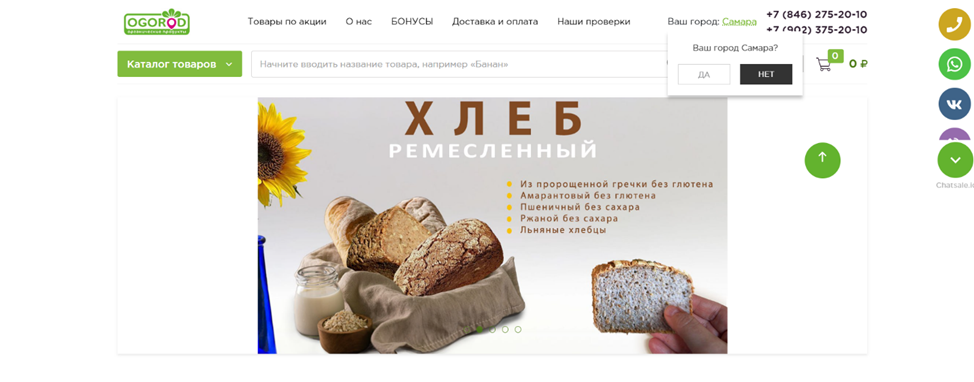 OGOROD
Товары по акции
О нас
БОНУСЫ
Доставка и оплата
Наши проверки
Ваш город: Самара
+7 (846) 275-20-10
+7 (902) 375-20-10
Ваш город Самара?
ДА
НЕТ
Каталог товаров
Начните вводить название товара, например «Банан»
0
0 ₽
ХЛЕБ
РЕМЕСЛЕННЫЙ
Из пророщенной гречки без глютена
Амарантовый без глютена
Пшеничный без сахара
Ржаной без сахара
Льняные хлебцы